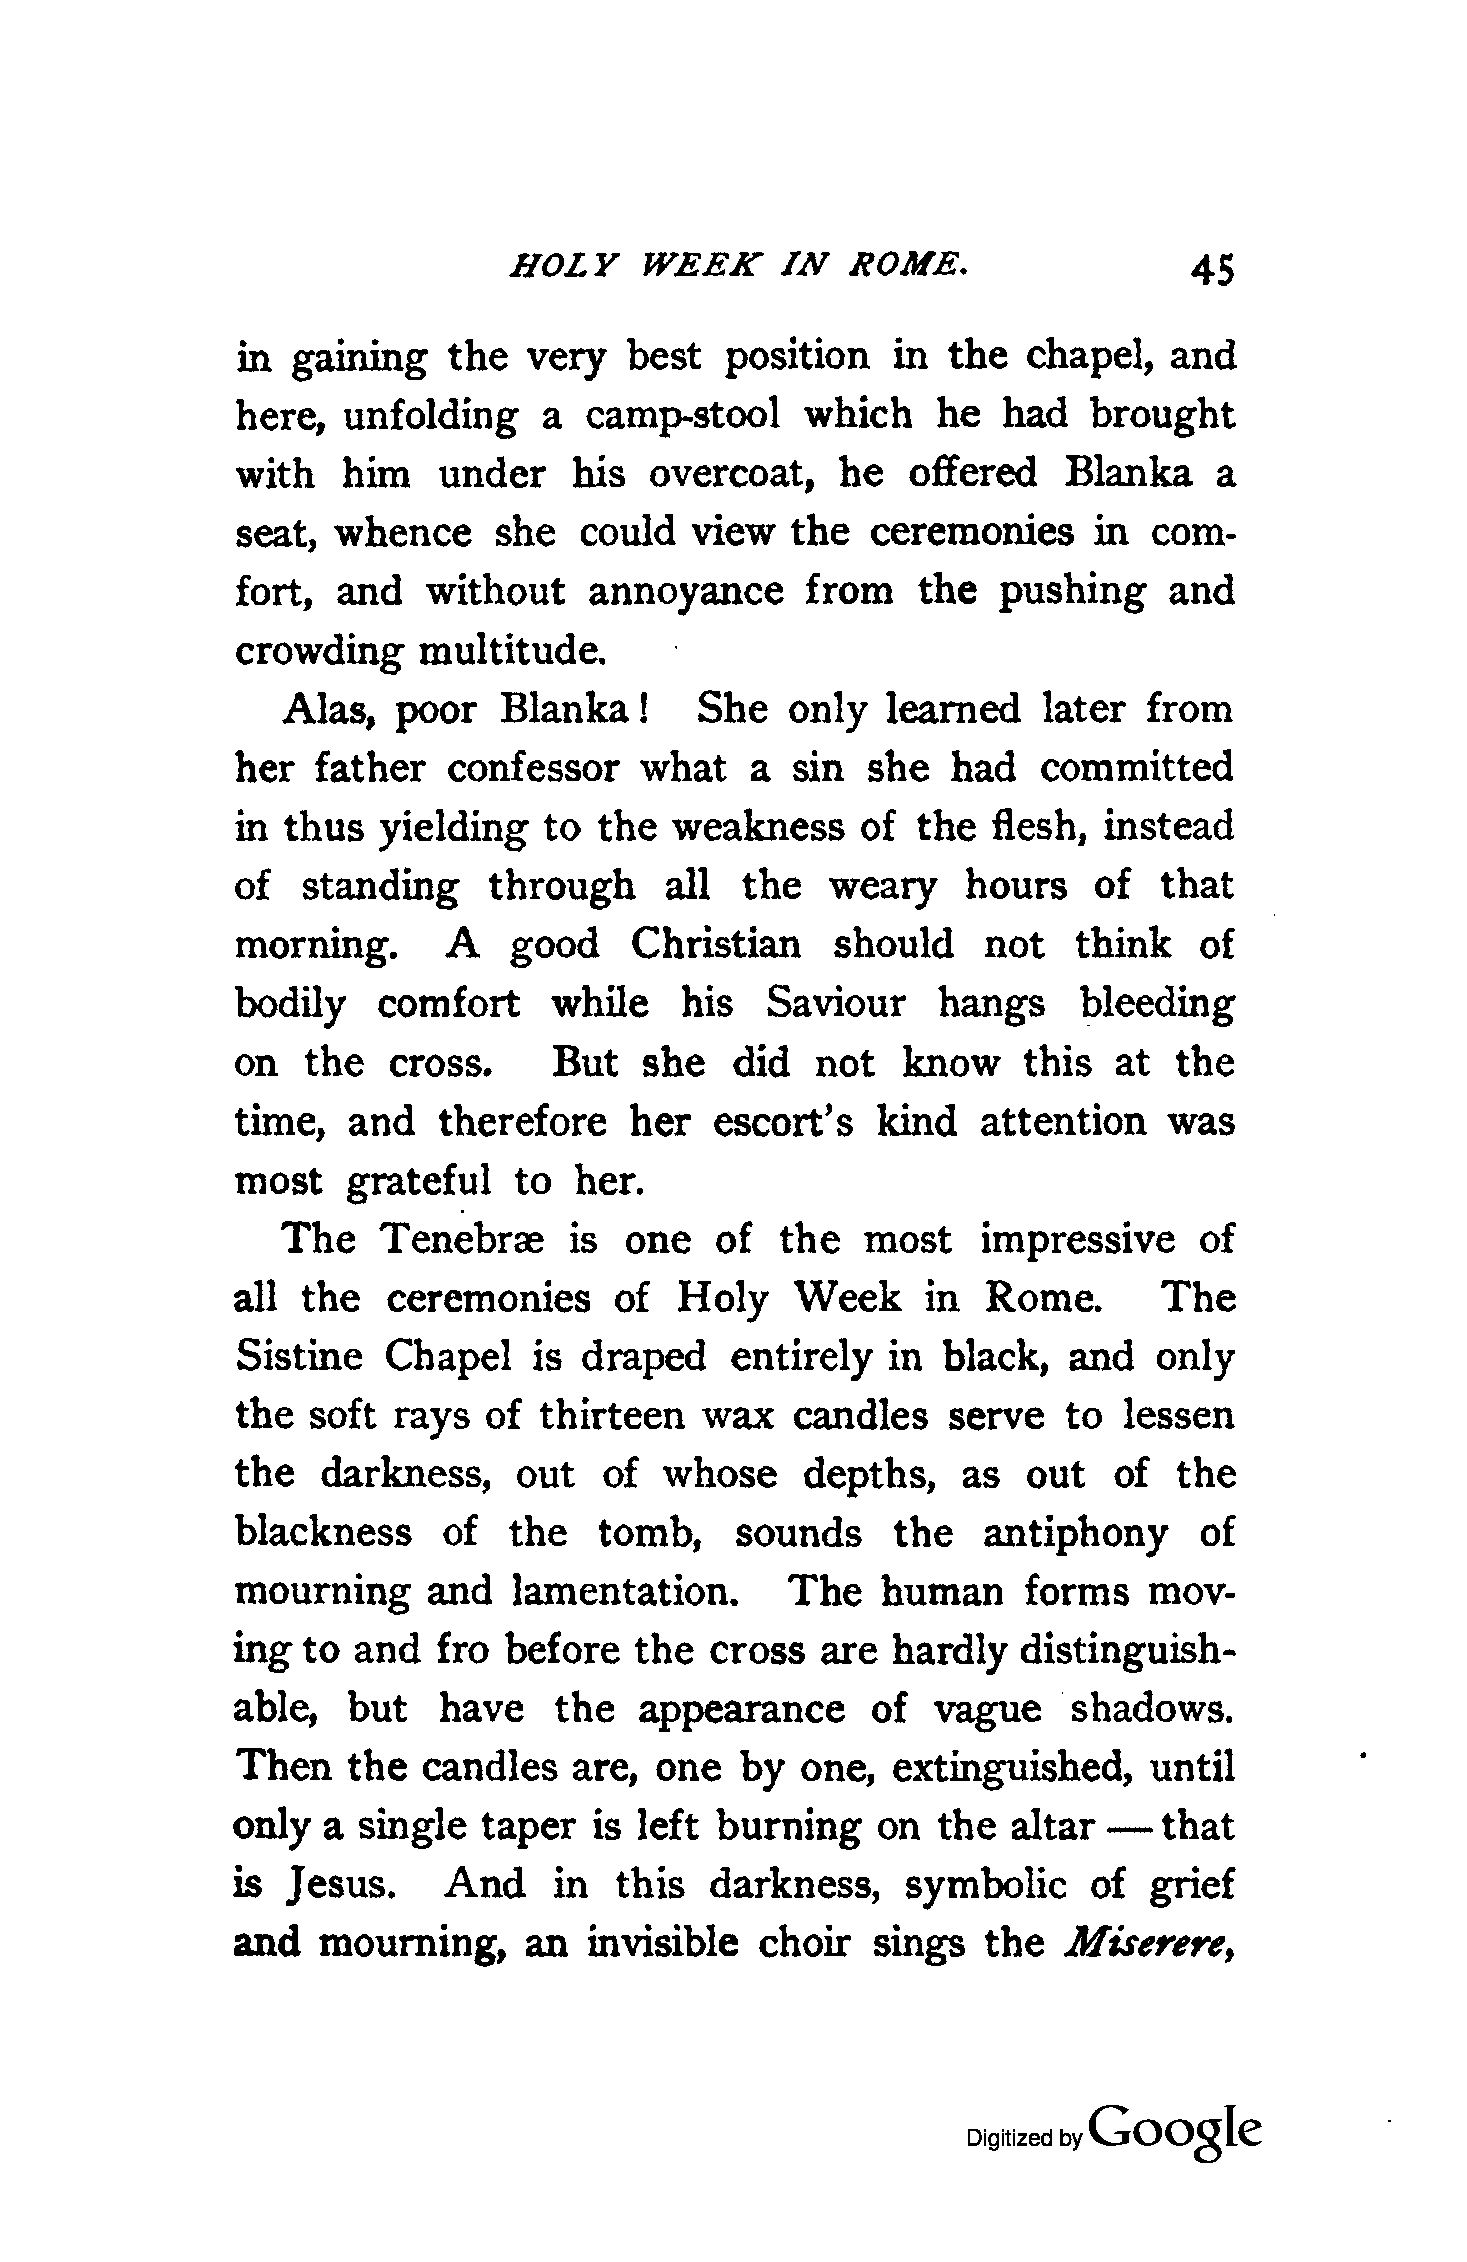 HOLY WEEK IN ROME. 45
in gaining the very best position in the chapel, and
here, unfolding a camp-stool which he had brought
with him under his overcoat, he offered Blanka a
seat, whence she could view the ceremonies in com-
fort, and without annoyance from the pushing and
crowding multitude.
Alas, poor Blanka! She only learned later from
her father confessor what a sin she had committed
in thus yielding to the weakness of the flesh, instead
of standing through all the weary hours of that
morning. A good Christian should not think of
bodily comfort while his Saviour hangs bleeding
on the cross. But she did not know this at the
time, and therefore her escort's kind attention was
most grateful to her.
The Tenebræ is one of the most impressive of
all the ceremonies of Holy Week in Rome. The
Sistine Chapel is draped entirely in black, and only
the soft rays of thirteen wax candles serve to lessen
the darkness, out of whose depths, as out of the
blackness of the tomb, sounds the antiphony of
mourning and lamentation. The human forms mov-
ing to and fro before the cross are hardly distinguish-
able, but have the appearance of vague shadows.
Then the candles are, one by one, extinguished, until
only a single taper is left burning on the altar — that
is Jesus. And in this darkness, symbolic of grief
and mourning, an invisible choir sings the Miserere,
Digitized by Google